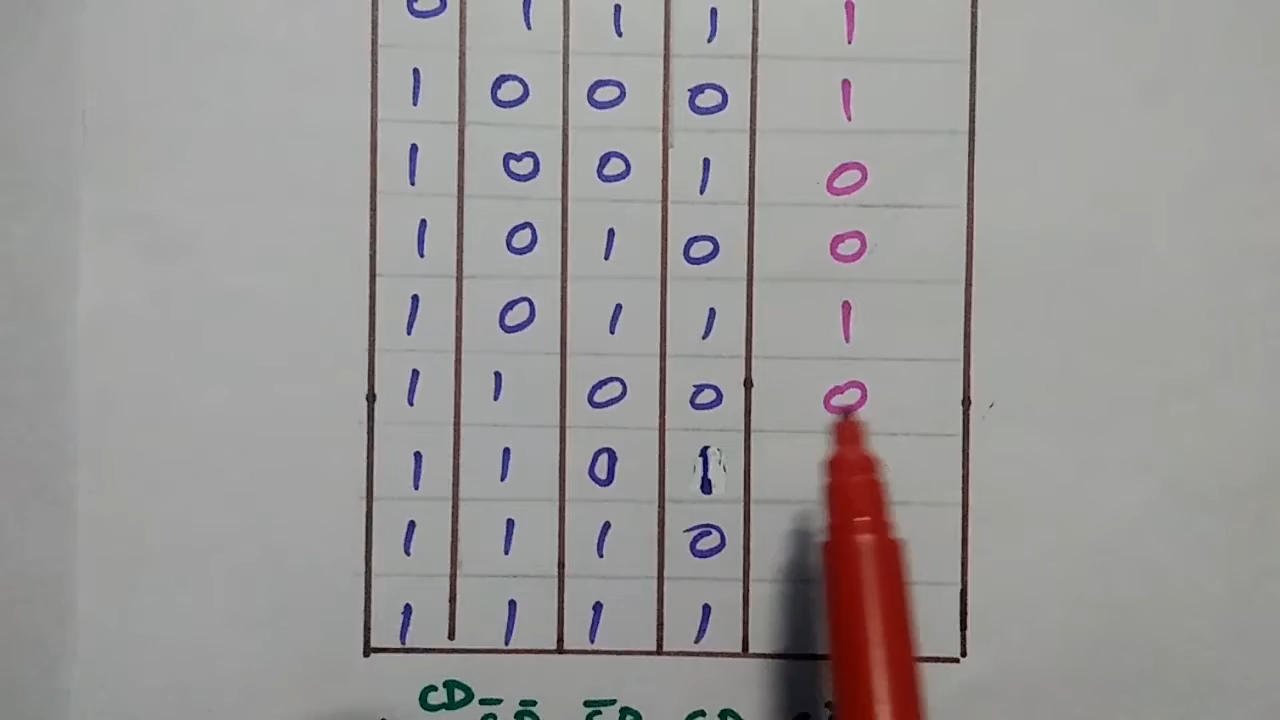 0 1 1 1 1
1 0 0 0 1
1 0 0 1 0
1 0 1 0 0
1 0 1 1 1
1 1 0 0 0
1 1 0 1
1 1 1 0
1 1 1 1
CD C̅D̅ C̅D CD